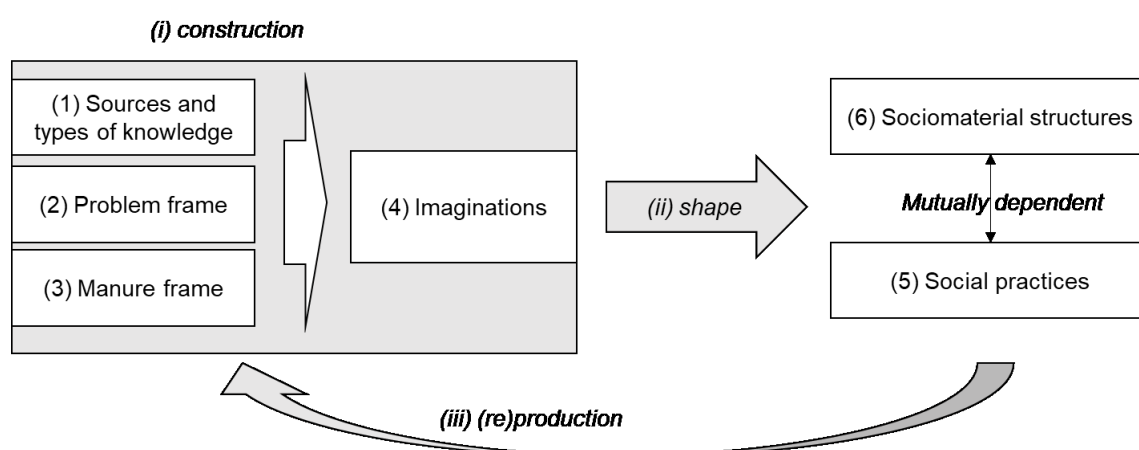 (i) construction
(1) Sources and
types of knowledge
(2) Problem frame
(3) Manure frame
(4) Imaginations
(ii) shape
(6) Sociomaterial structures
Mutually dependent
(5) Social practices
(iii) (re)production